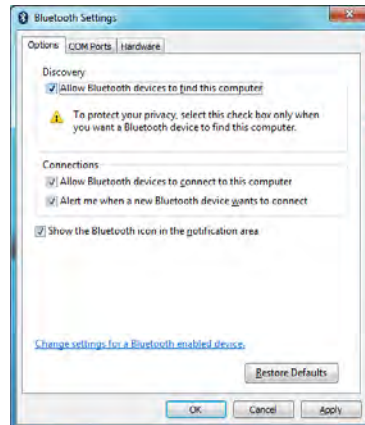 Bluetooth Settings
Options COM Ports Hardware
Discovery
Allow Bluetooth devices to find this computer
To protect your privacy, select this check box only when
you want a Bluetooth device to find this computer.
Connections
Allow Bluetooth devices to connect to this computer
Alert me when a new Bluetooth device wants to connect
Show the Bluetooth icon in the notification area
Change settings for a Bluetooth enabled device.
Restore Defaults
OK Cancel Apply